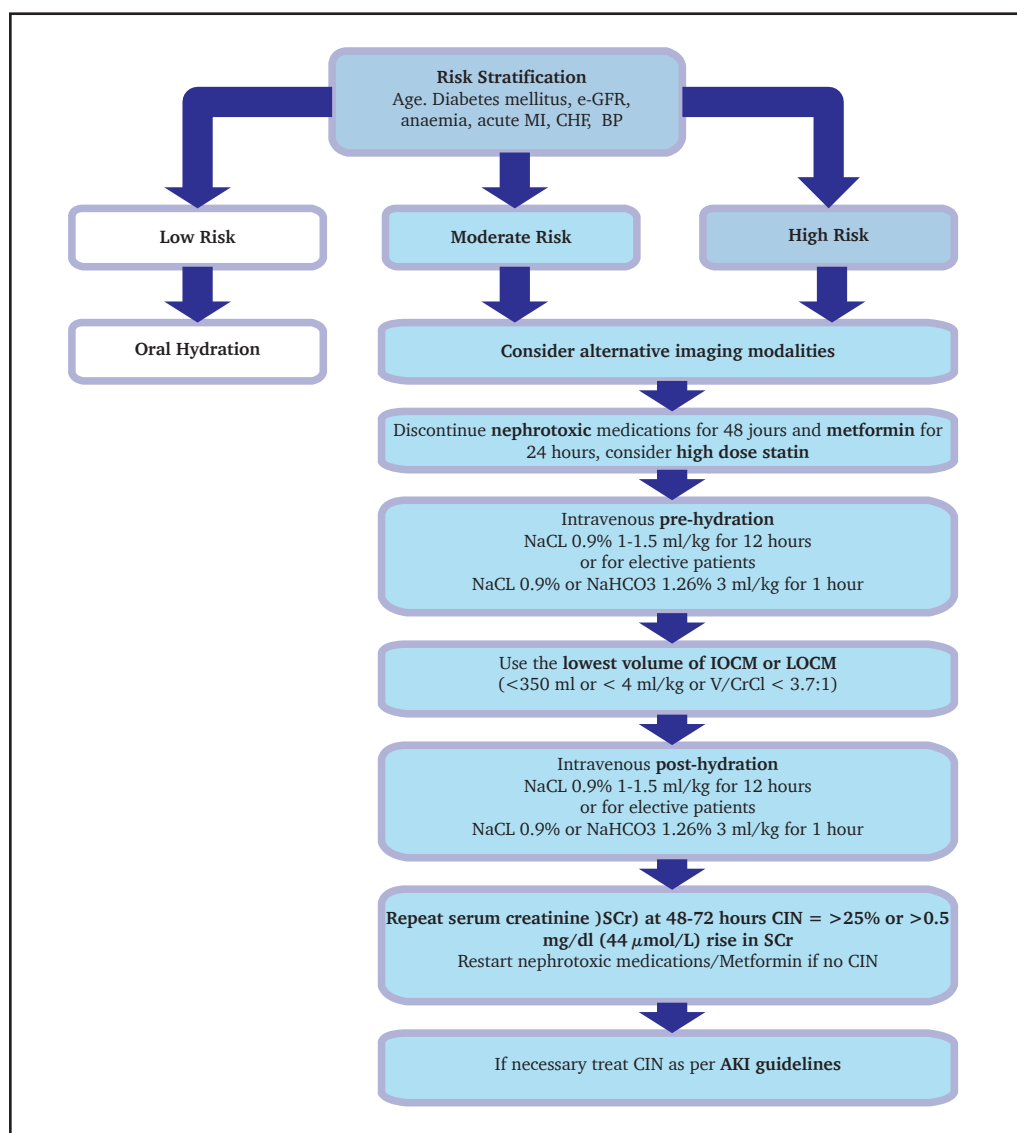 Risk Stratification
Age. Diabetes mellitus, e-GFR,
anaemia, acute MI, CHF, BP
Low Risk
Moderate Risk
High Risk
Oral Hydration
Consider alternative imaging modalities
Discontinue nephrotoxic medications for 48 jours and metformin for
24 hours, consider high dose statin
Intravenous pre-hydration
NaCL 0.9% 1-1.5 ml/kg for 12 hours
or for elective patients
NaCL 0.9% or NaHCO3 1.26% 3 ml/kg for 1 hour
Use the lowest volume of IOCM or LOCM
(<350 ml or < 4 ml/kg or V/CrCl < 3.7:1)
Intravenous post-hydration
NaCL 0.9% 1-1.5 ml/kg for 12 hours
or for elective patients
NaCL 0.9% or NaHCO3 1.26% 3 ml/kg for 1 hour
Repeat serum creatinine )SCr) at 48-72 hours CIN = >25% or >0.5
mg/dl (44 μmol/L) rise in SCr
Restart nephrotoxic medications/Metformin if no CIN
If necessary treat CIN as per AKI guidelines